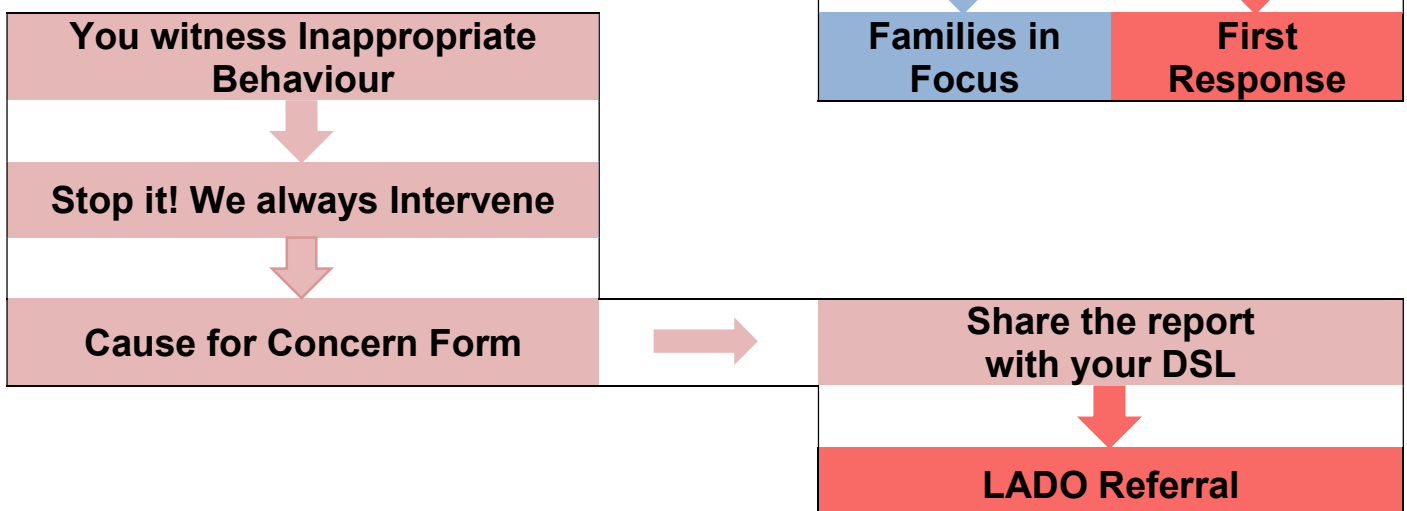 You witness Inappropriate
Behaviour
Families in
Focus
First
Response
Stop it! We always Intervene
Cause for Concern Form
Share the report
with your DSL
LADO Referral